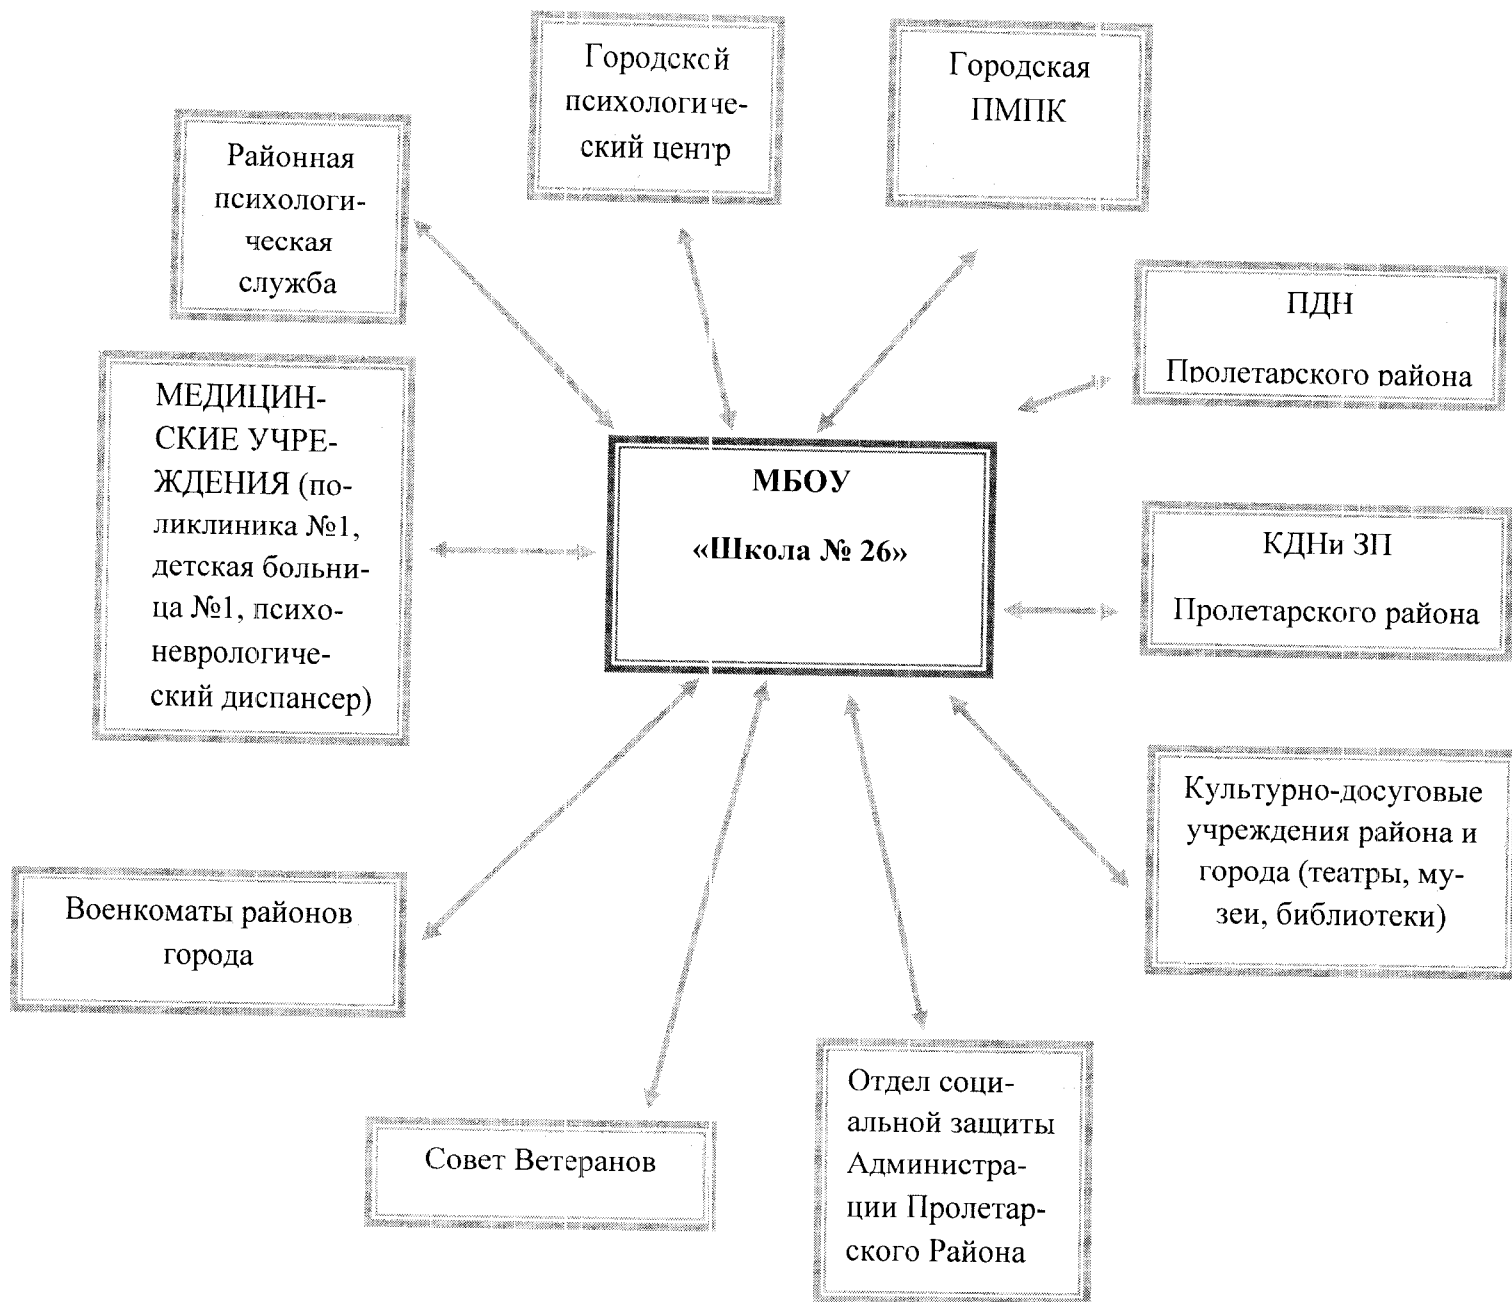 Городской
психологиче-
ский центр
Городская
ПМПК
Районная
психологи-
ческая
служба
ПДН
Пролетарского района
МЕДИЦИН-
СКИЕ УЧРЕ-
ЖДЕНИЯ (по-
ликлиника №1,
детская больни-
ца №1, психо-
неврологиче-
ский диспансер)
МБОУ
«Школа № 26»
КДНи ЗП
Пролетарского района
Культурно-досуговые
учреждения района и
города (театры, му-
зеи, библиотеки)
Военкоматы районов
города
Совет Ветеранов
Отдел соци-
альной защиты
Администра-
ции Пролетар-
ского Района